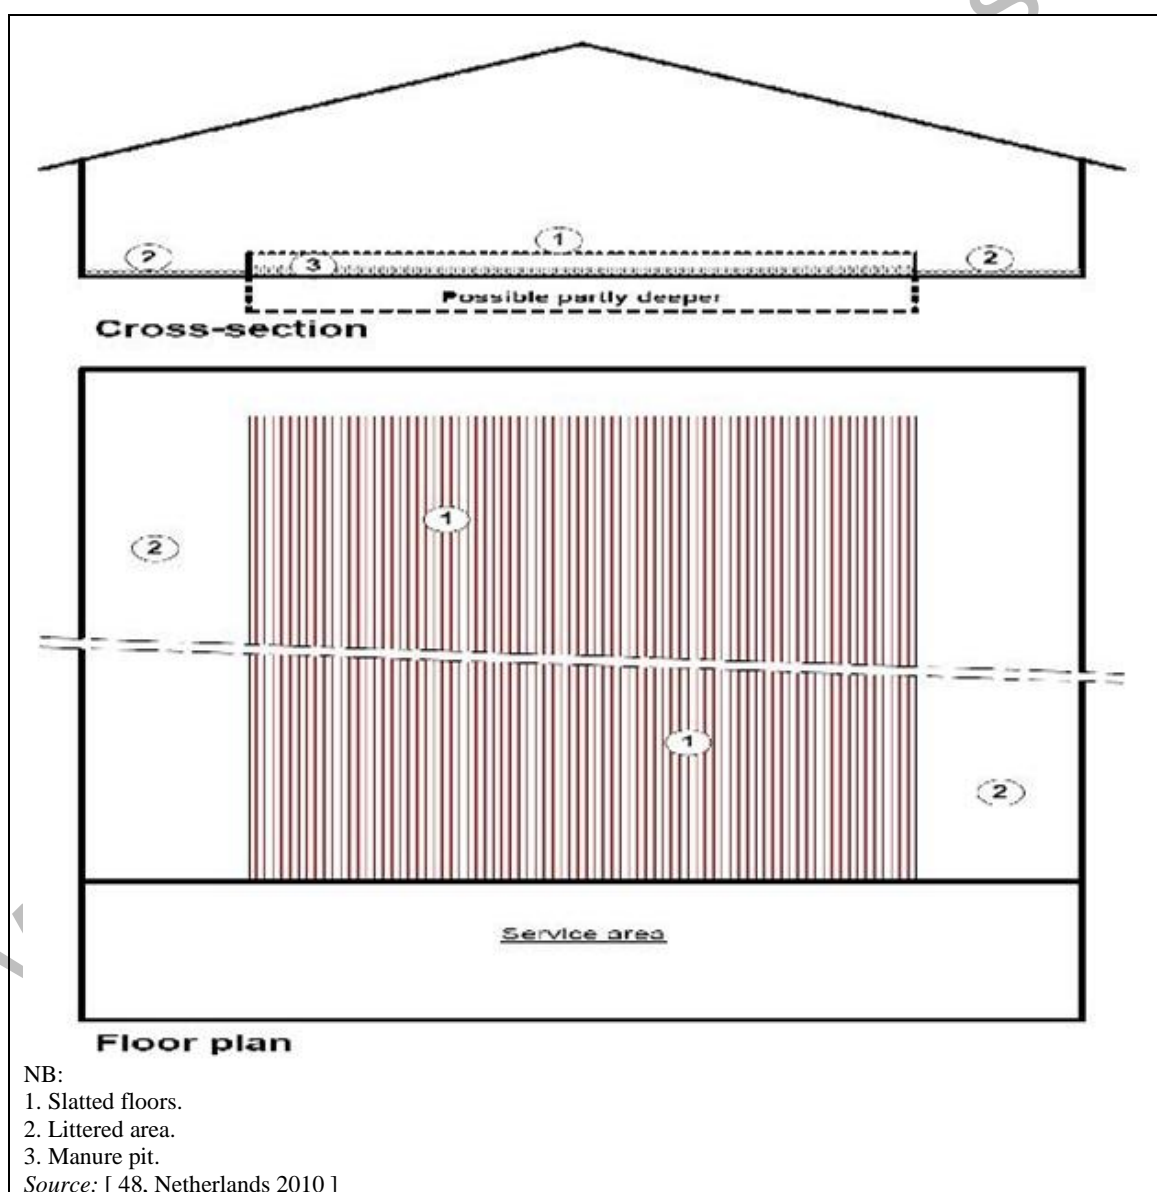 1
2
2
3
Possible partly deeper
Cross-section
1
2
1
2
Service area
Floor plan
NB:
1. Slatted floors.
2. Littered area.
3. Manure pit.
Source: [ 48, Netherlands 2010 ]